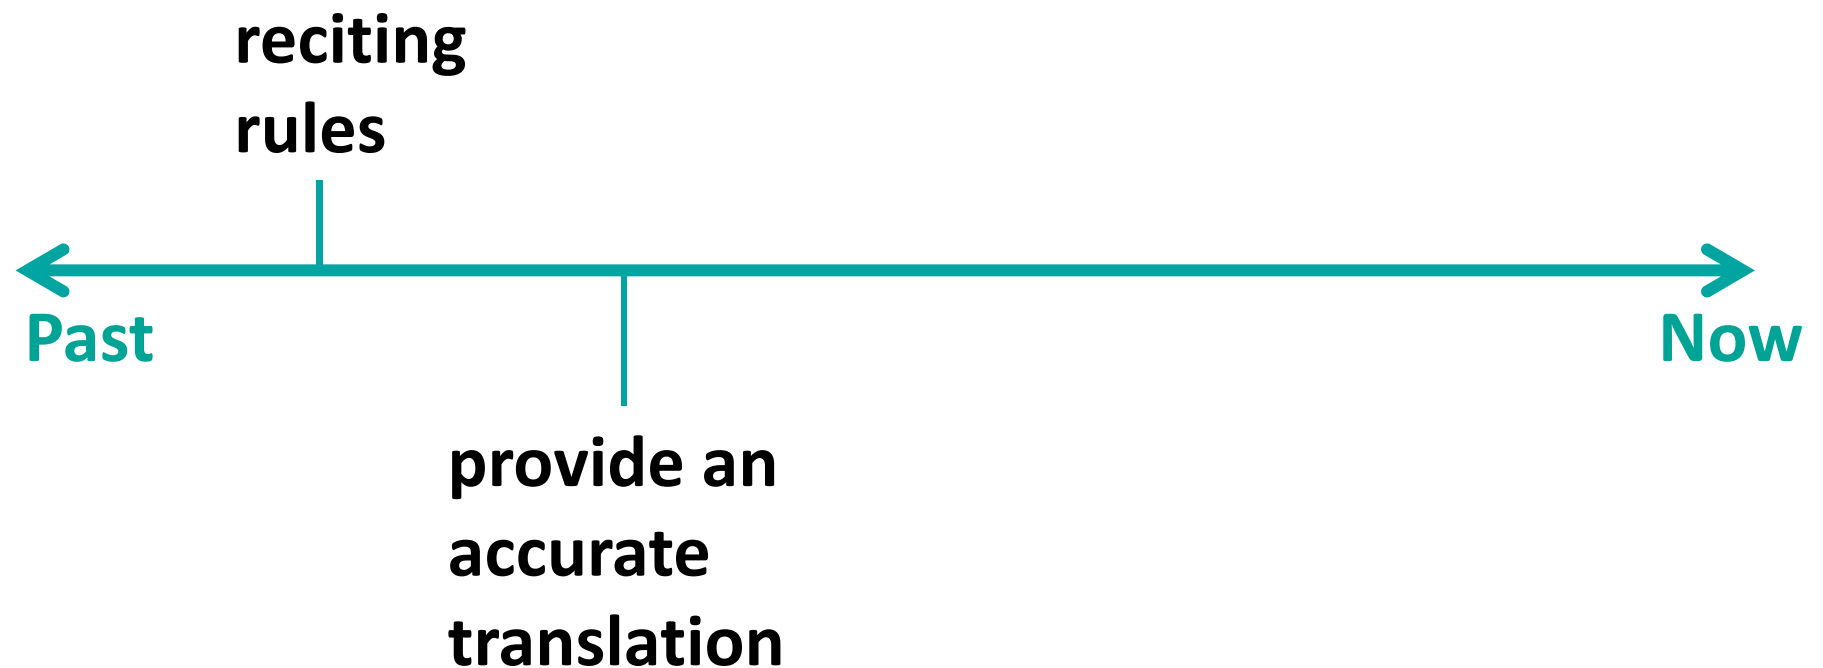 reciting
rules
Past
Now
provide an
accurate
translation